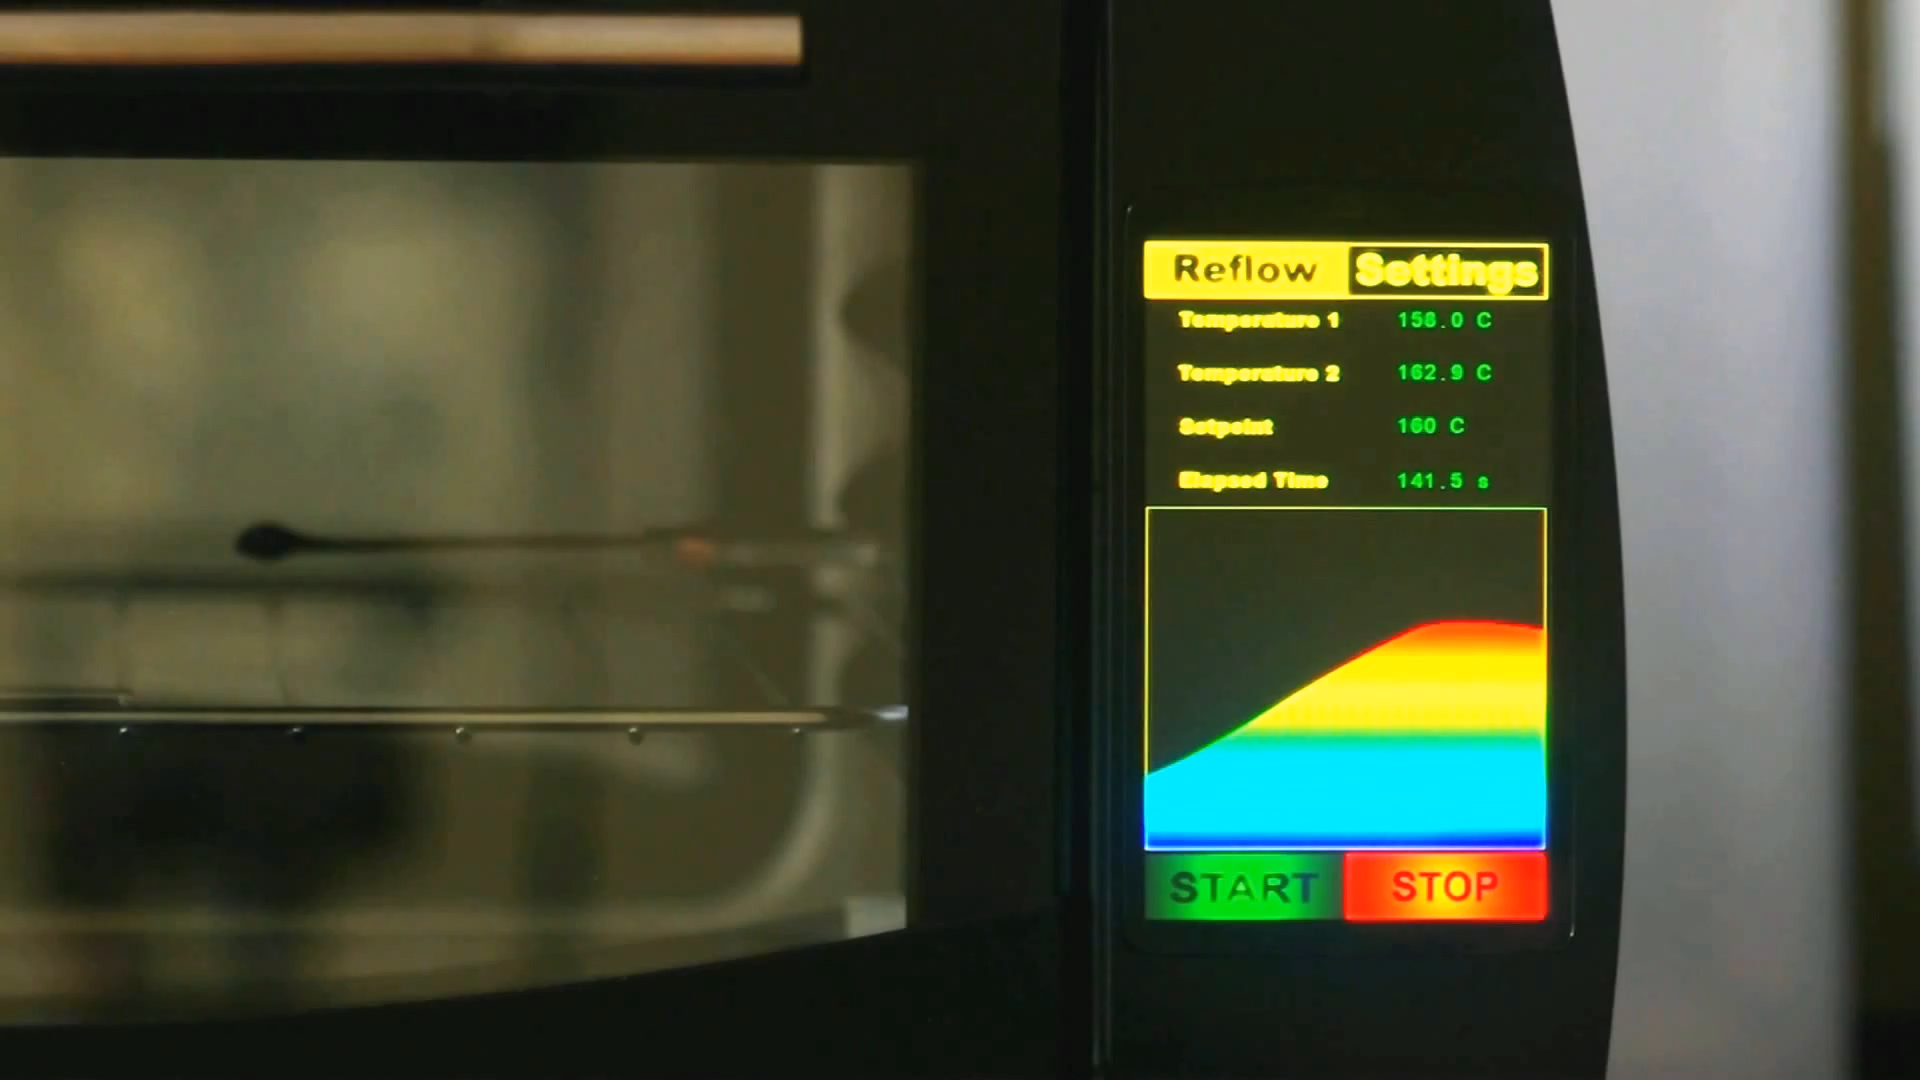 Reflow Settings
Temperature 1 158.0 C
Temperature 2 162.9 C
Setpoint 160 C
Elapsed Time 141.5 s
START STOP